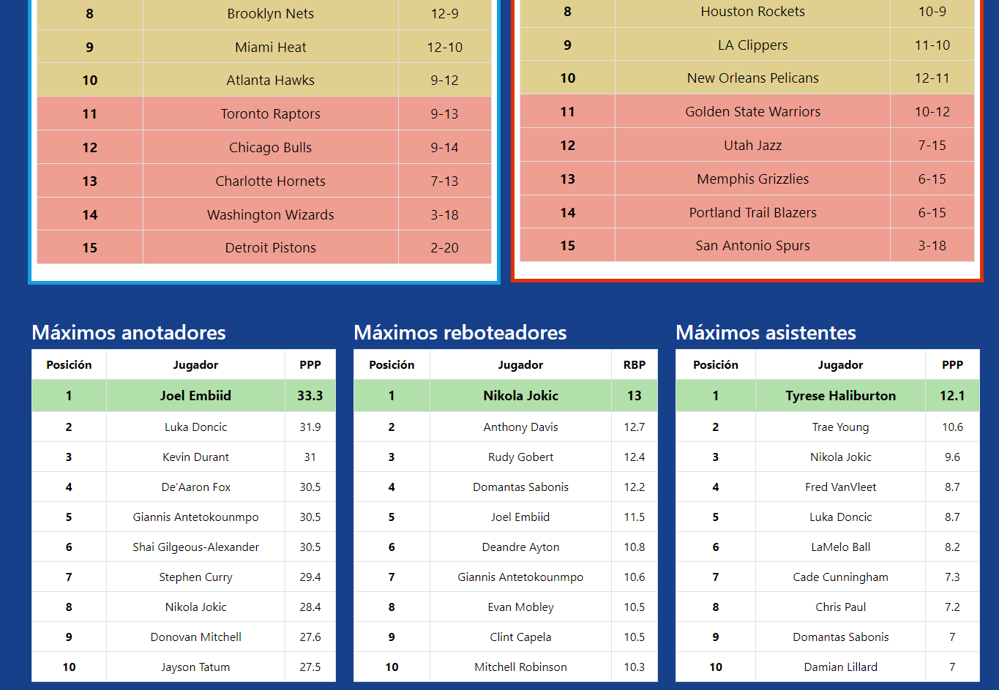 8 Brooklyn Nets 12-9
9 Miami Heat 12-10
10 Atlanta Hawks 9-12
11 Toronto Raptors 9-13
12 Chicago Bulls 9-14
13 Charlotte Hornets 7-13
14 Washington Wizards 3-18
15 Detroit Pistons 2-20
8 Houston Rockets 10-9
9 LA Clippers 11-10
10 New Orleans Pelicans 12-11
11 Golden State Warriors 10-12
12 Utah Jazz 7-15
13 Memphis Grizzlies 6-15
14 Portland Trail Blazers 6-15
15 San Antonio Spurs 3-18
Máximos anotadores
Posición Jugador PPP
1 Joel Embiid 33.3
2 Luka Doncic 31.9
3 Kevin Durant 31
4 De'Aaron Fox 30.5
5 Giannis Antetokounmpo 30.5
6 Shai Gilgeous-Alexander 30.5
7 Stephen Curry 29.4
8 Nikola Jokic 28.4
9 Donovan Mitchell 27.6
10 Jayson Tatum 27.5
Máximos reboteadores
Posición Jugador RBP
1 Nikola Jokic 13
2 Anthony Davis 12.7
3 Rudy Gobert 12.4
4 Domantas Sabonis 12.2
5 Joel Embiid 11.5
6 Deandre Ayton 10.8
7 Giannis Antetokounmpo 10.6
8 Evan Mobley 10.5
9 Clint Capela 10.5
10 Mitchell Robinson 10.3
Máximos asistentes
Posición Jugador PPP
1 Tyrese Haliburton 12.1
2 Trae Young 10.6
3 Nikola Jokic 9.6
4 Fred VanVleet 8.7
5 Luka Doncic 8.7
6 LaMelo Ball 8.2
7 Cade Cunningham 7.3
8 Chris Paul 7.2
9 Domantas Sabonis 7
10 Damian Lillard 7